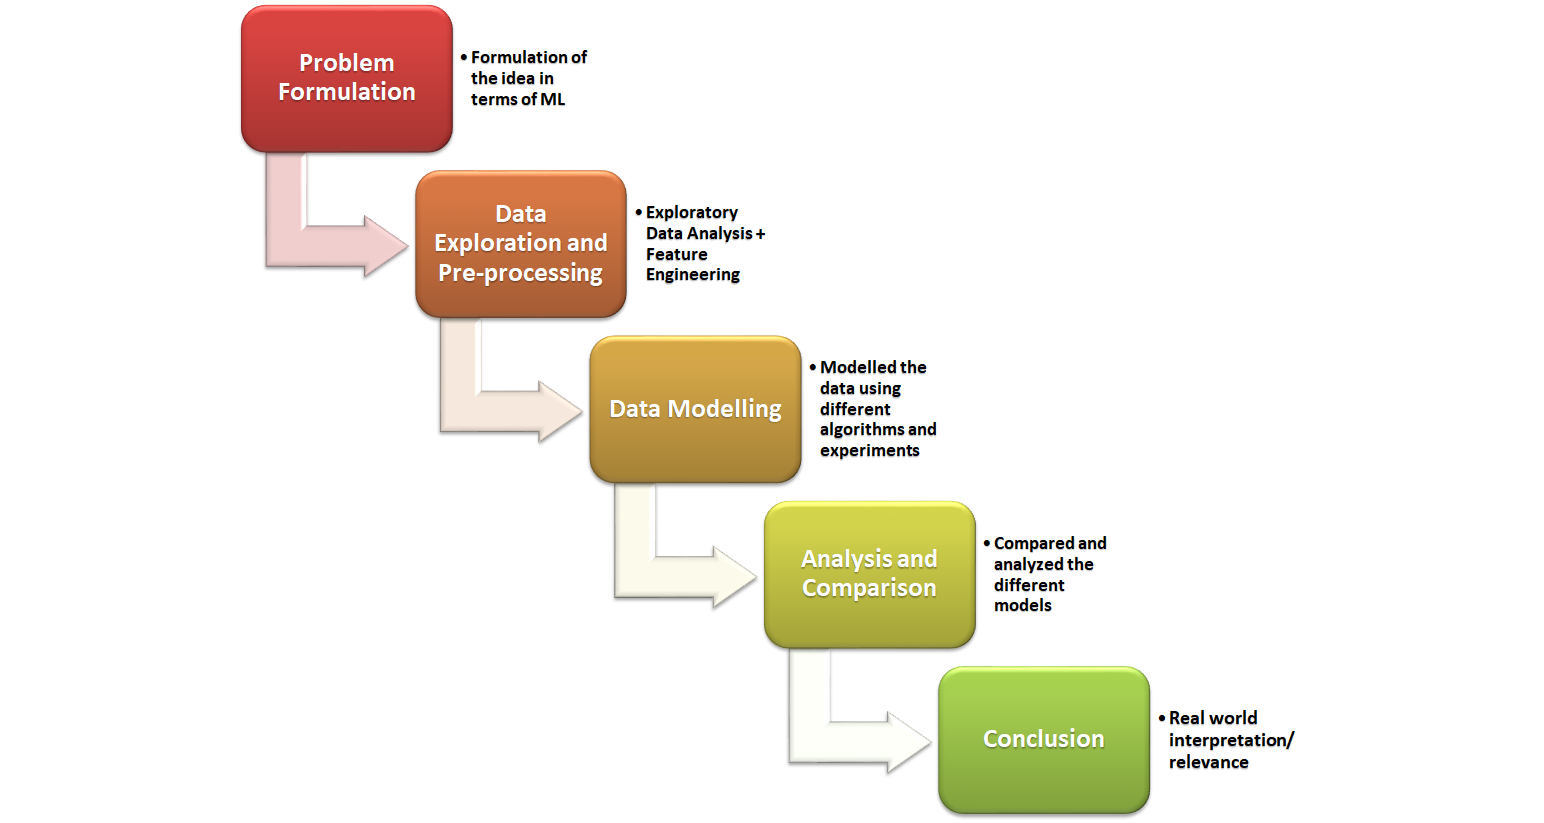 Problem
Formulation
• Formulation of
the idea in
terms of ML
Data
Exploration and
Pre-processing
• Exploratory
Data Analysis +
Feature
Engineering
Data Modelling
• Modelled the
data using
different
algorithms and
experiments
Analysis and
Comparison
• Compared and
analyzed the
different
models
Conclusion
• Real world
interpretation/
relevance